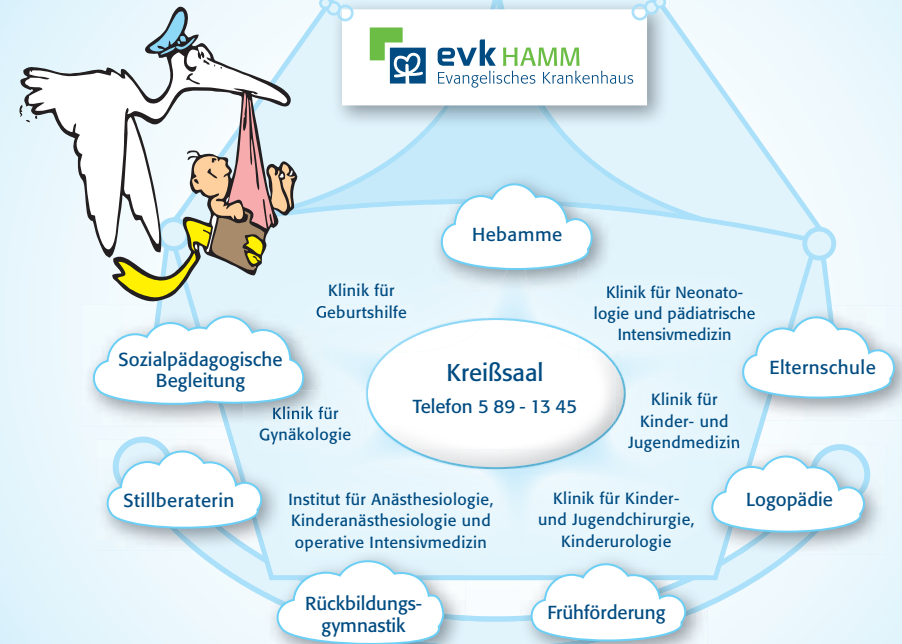 evk HAMM
Evangelisches Krankenhaus
Hebamme
Klinik für
Geburtshilfe
Klinik für Neonato-
logie und pädiatrische
Intensivmedizin
Sozialpädagogische
Begleitung
Kreißsaal
Telefon 5 89 - 13 45
Elternschule
Klinik für
Gynäkologie
Klinik für
Kinder- und
Jugendmedizin
Stillberaterin
Institut für Anästhesiologie,
Kinderanästhesiologie und
operative Intensivmedizin
Klinik für Kinder-
und Jugendchirurgie,
Kinderurologie
Logopädie
Rückbildungs-
gymnastik
Frühförderung